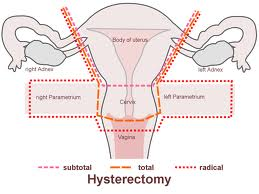 right Adnex
Body of uterus
left Adnex
right Parametrium
left Parametrium
Cervix
Vagina
subtotal total radical
Hysterectomy